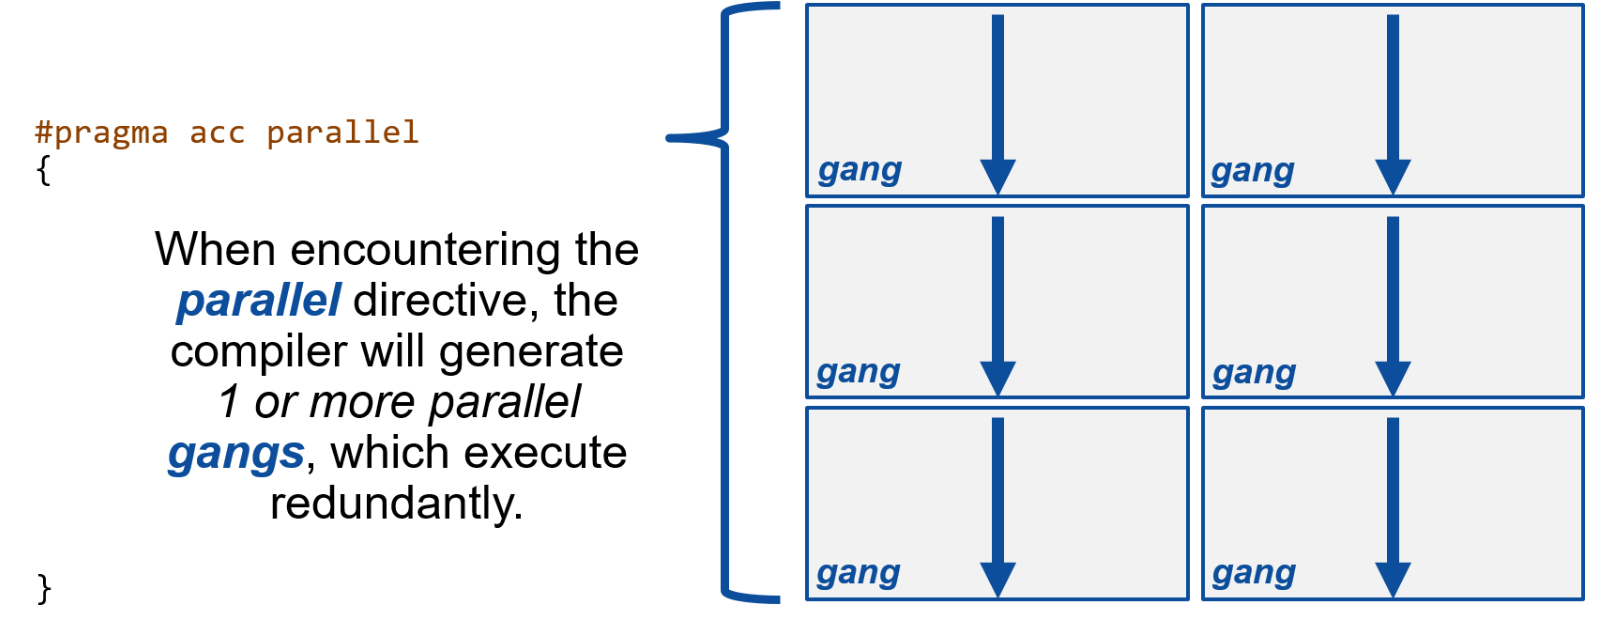 #pragma acc parallel
{
When encountering the
parallel directive, the
compiler will generate
1 or more parallel
gangs, which execute
redundantly.
}
gang gang
gang gang
gang gang